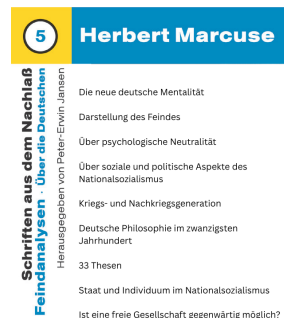 5
Herbert Marcuse
Schriften aus dem Nachlaß
Feindanalysen · Über die Deutschen
Herausgegeben von Peter-Erwin Jansen
Die neue deutsche Mentalität
Darstellung des Feindes
Über psychologische Neutralität
Über soziale und politische Aspekte des
Nationalsozialismus
Kriegs- und Nachkriegsgeneration
Deutsche Philosophie im zwanzigsten
Jahrhundert
33 Thesen
Staat und Individuum im Nationalsozialismus
Ist eine freie Gesellschaft gegenwärtig möglich?